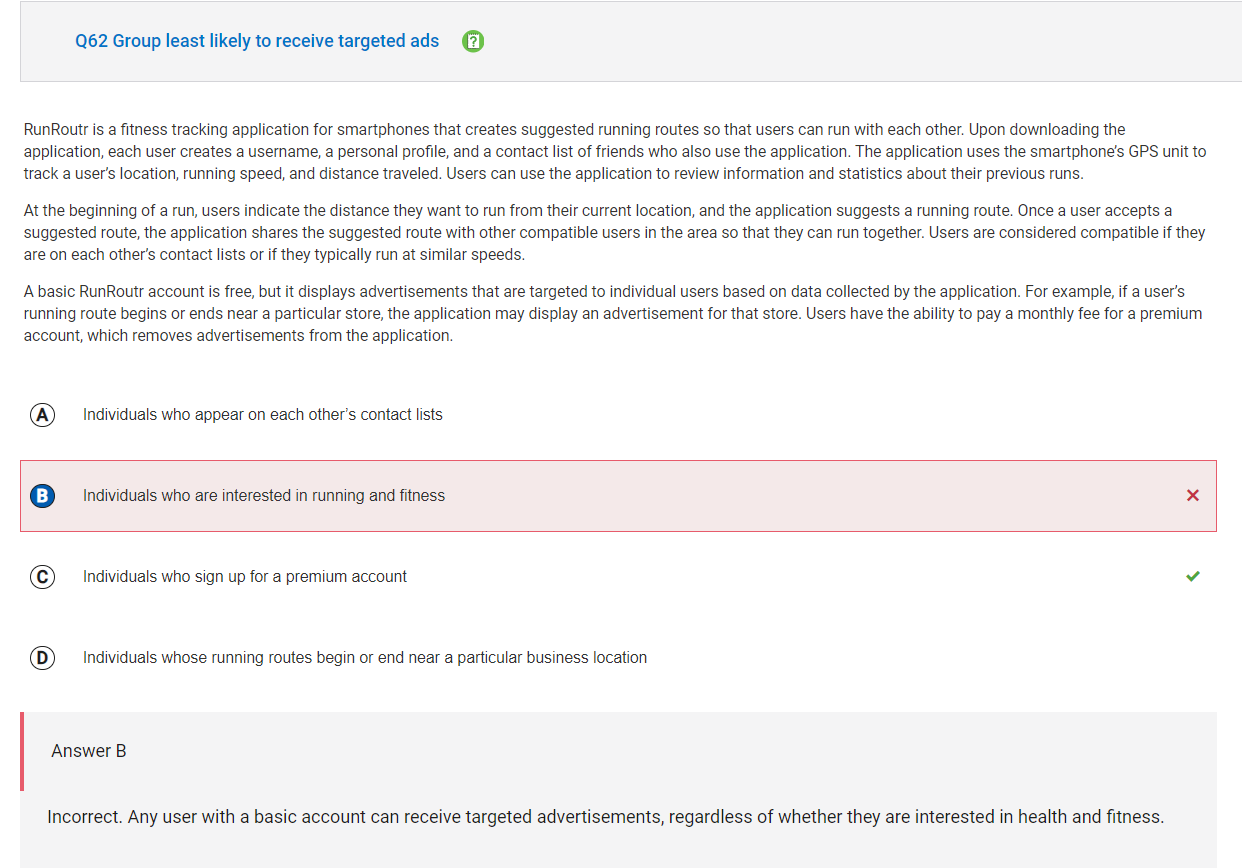 Q62 Group least likely to receive targeted ads
RunRoutr is a fitness tracking application for smartphones that creates suggested running routes so that users can run with each other. Upon downloading the
application, each user creates a username, a personal profile, and a contact list of friends who also use the application. The application uses the smartphone's GPS unit to
track a user's location, running speed, and distance traveled. Users can use the application to review information and statistics about their previous runs.
At the beginning of a run, users indicate the distance they want to run from their current location, and the application suggests a running route. Once a user accepts a
suggested route, the application shares the suggested route with other compatible users in the area so that they can run together. Users are considered compatible if they
are on each other's contact lists or if they typically run at similar speeds.
A basic RunRoutr account is free, but it displays advertisements that are targeted to individual users based on data collected by the application. For example, if a user's
running route begins or ends near a particular store, the application may display an advertisement for that store. Users have the ability to pay a monthly fee for a premium
account, which removes advertisements from the application.
A Individuals who appear on each other's contact lists
B Individuals who are interested in running and fitness
C Individuals who sign up for a premium account
D Individuals whose running routes begin or end near a particular business location
Answer B
Incorrect. Any user with a basic account can receive targeted advertisements, regardless of whether they are interested in health and fitness.